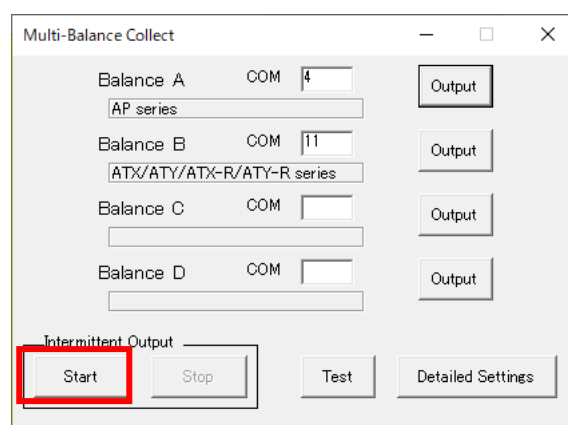 Multi-Balance Collect
Balance A COM 4 Output
AP series
Balance B COM 11 Output
ATX/ATY/ATX-R/ATY-R series
Balance C COM Output
Balance D COM Output
Intermittent Output
Start Stop Test Detailed Settings